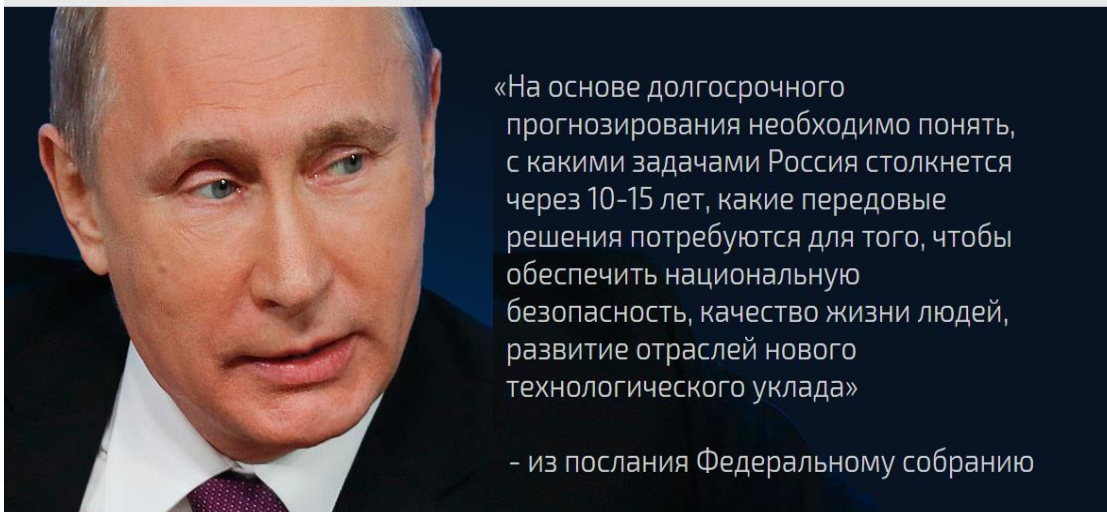 «На основе долгосрочного
прогнозирования необходимо понять,
с какими задачами Россия столкнется
через 10-15 лет, какие передовые
решения потребуются для того, чтобы
обеспечить национальную
безопасность, качество жизни людей,
развитие отраслей нового
технологического уклада»
- из послания Федеральному собранию